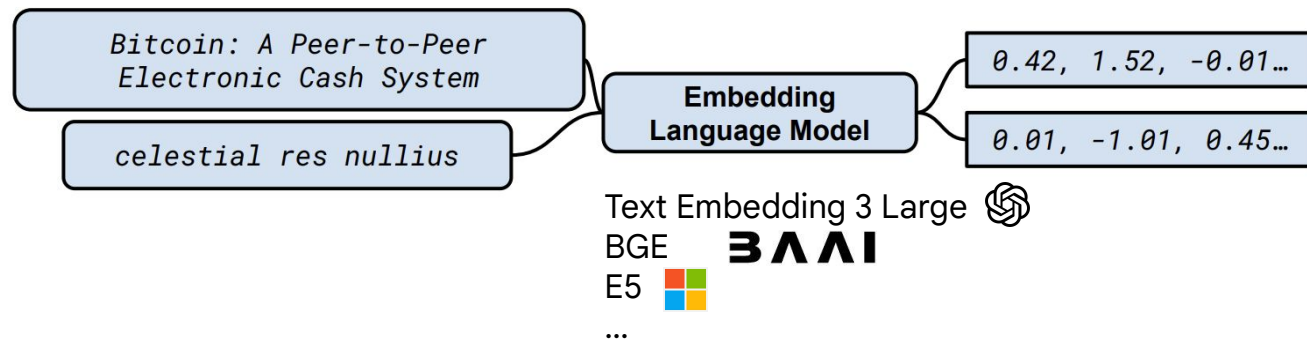 Bitcoin: A Peer-to-Peer
Electronic Cash System
celestial res nullius
Embedding
Language Model
0.42, 1.52, -0.01…
0.01, -1.01, 0.45…
Text Embedding 3 Large
BGE BAAI
E5
...